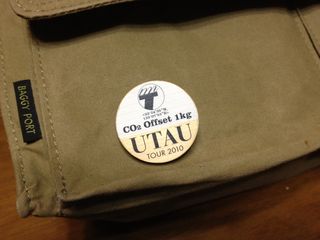 BAGGY PORT
CO2 Offset 1kg
UTAU
TOUR 2010